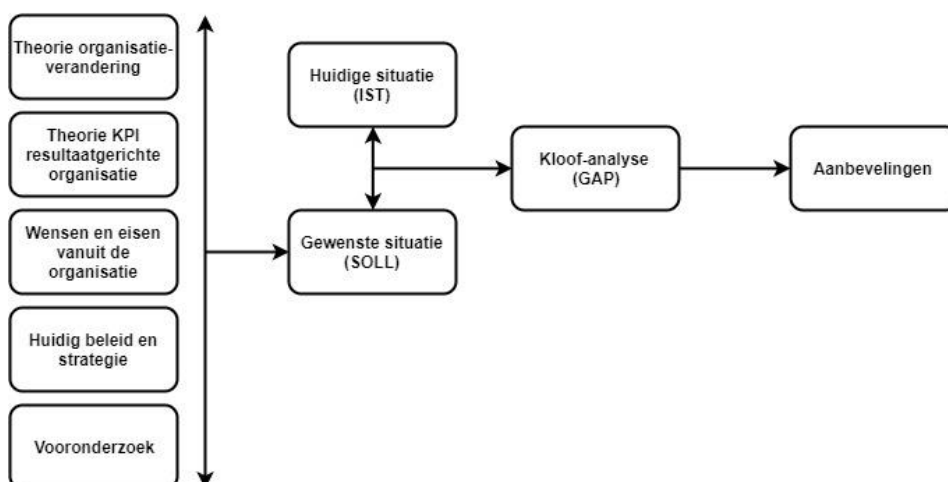 Theorie organisatie-
verandering
Theorie KPI
resultaatgerichte
organisatie
Wensen en eisen
vanuit de
organisatie
Huidig beleid en
strategie
Vooronderzoek
Huidige situatie
(IST)
Gewenste situatie
(SOLL)
Kloof-analyse
(GAP)
Aanbevelingen